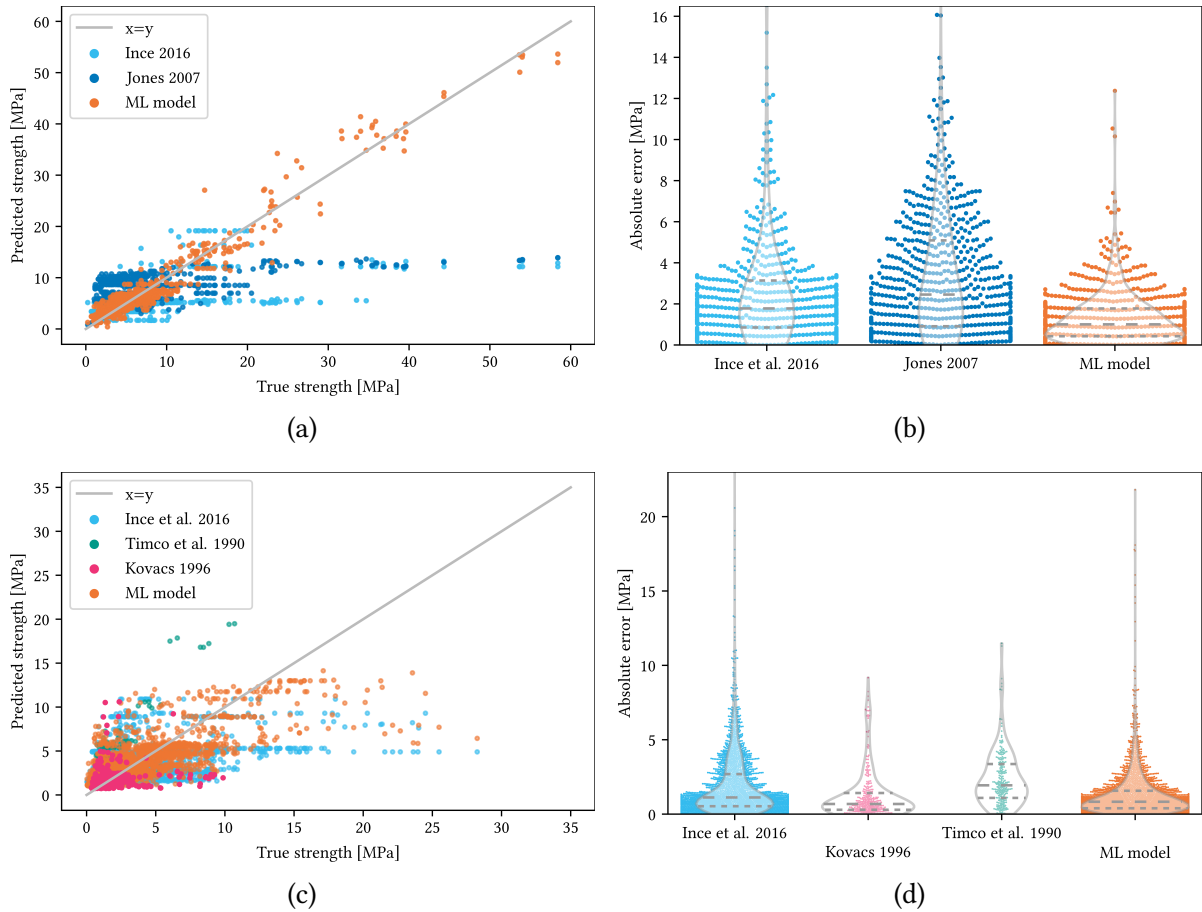 x=y
Ince 2016
Jones 2007
ML model
60
50
40
30
20
10
0
0 10 20 30 40 50 60
Predicted strength [MPa]
True strength [MPa]
(a)
16
14
12
10
8
6
4
2
0
Absolute error [MPa]
Ince et al. 2016 Jones 2007 ML model
(b)
x=y
Ince et al. 2016
Timco et al. 1990
Kovacs 1996
ML model
35
30
25
20
15
10
5
0
0 5 10 15 20 25 30 35
Predicted strength [MPa]
True strength [MPa]
(c)
20
15
10
5
0
Absolute error [MPa]
Ince et al. 2016 Timco et al. 1990
Kovacs 1996 ML model
(d)